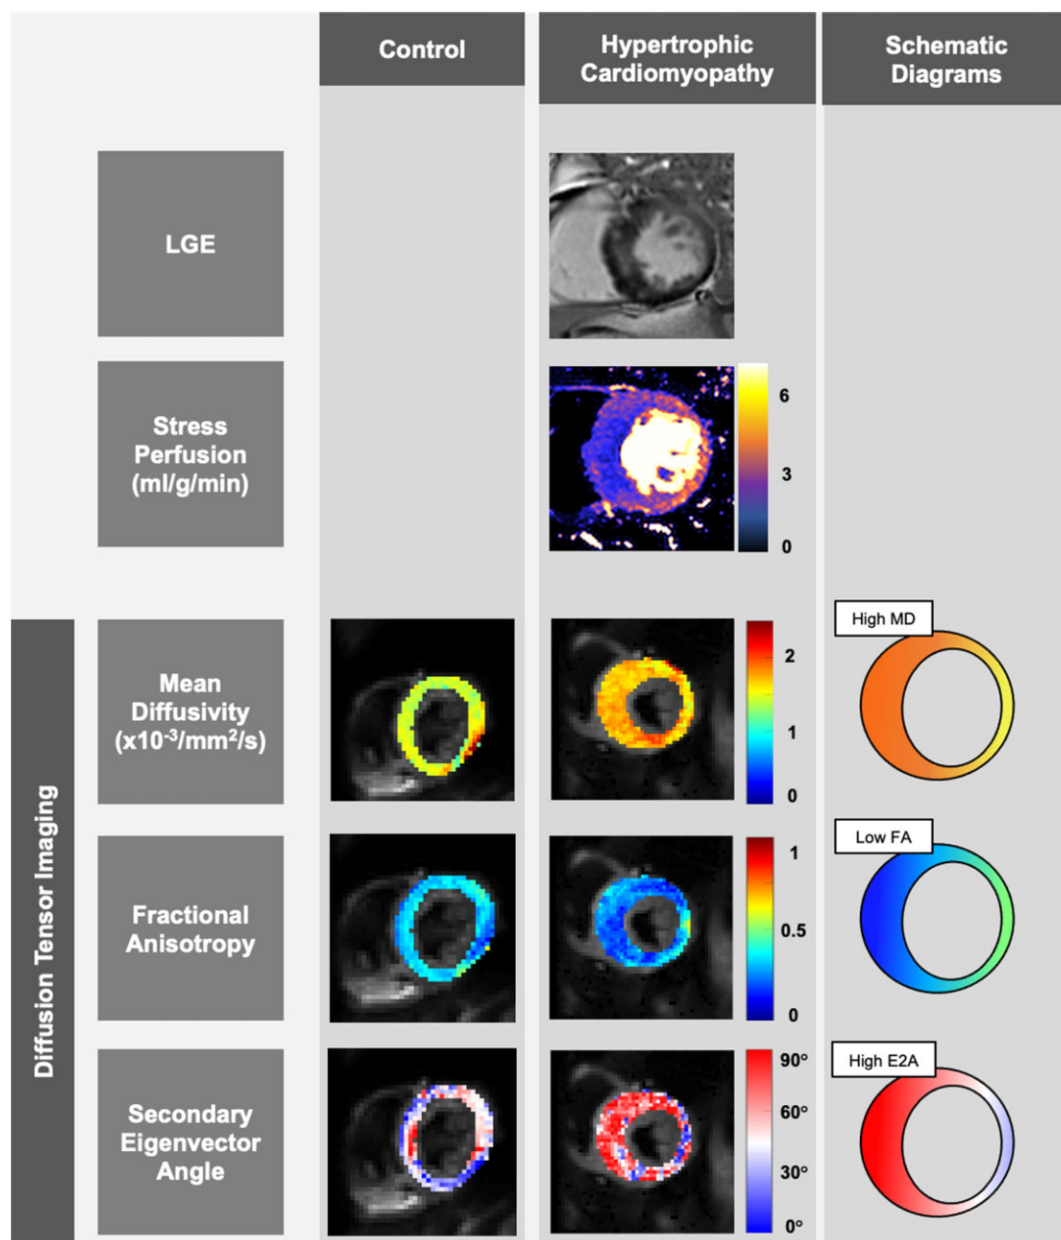 Control
Hypertrophic
Cardiomyopathy
Schematic
Diagrams
LGE
Stress
Perfusion
(ml/g/min)
6
3
0
Diffusion Tensor Imaging
Mean
Diffusivity
(x10⁻³/mm²/s)
2
1
0
High MD
Fractional
Anisotropy
1
0.5
0
Low FA
Secondary
Eigenvector
Angle
90°
60°
30°
0°
High E2A